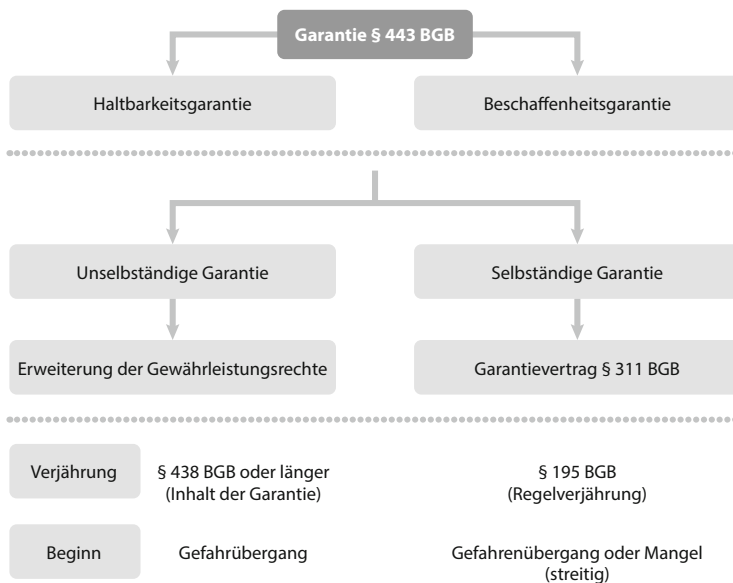 Garantie § 443 BGB
Haltbarkeitsgarantie
Beschaffenheitsgarantie
Unselbständige Garantie
Selbständige Garantie
Erweiterung der Gewährleistungsrechte
Garantievertrag § 311 BGB
Verjährung
§ 438 BGB oder länger
(Inhalt der Garantie)
§ 195 BGB
(Regelverjährung)
Beginn
Gefahrübergang
Gefahrenübergang oder Mangel
(streitig)